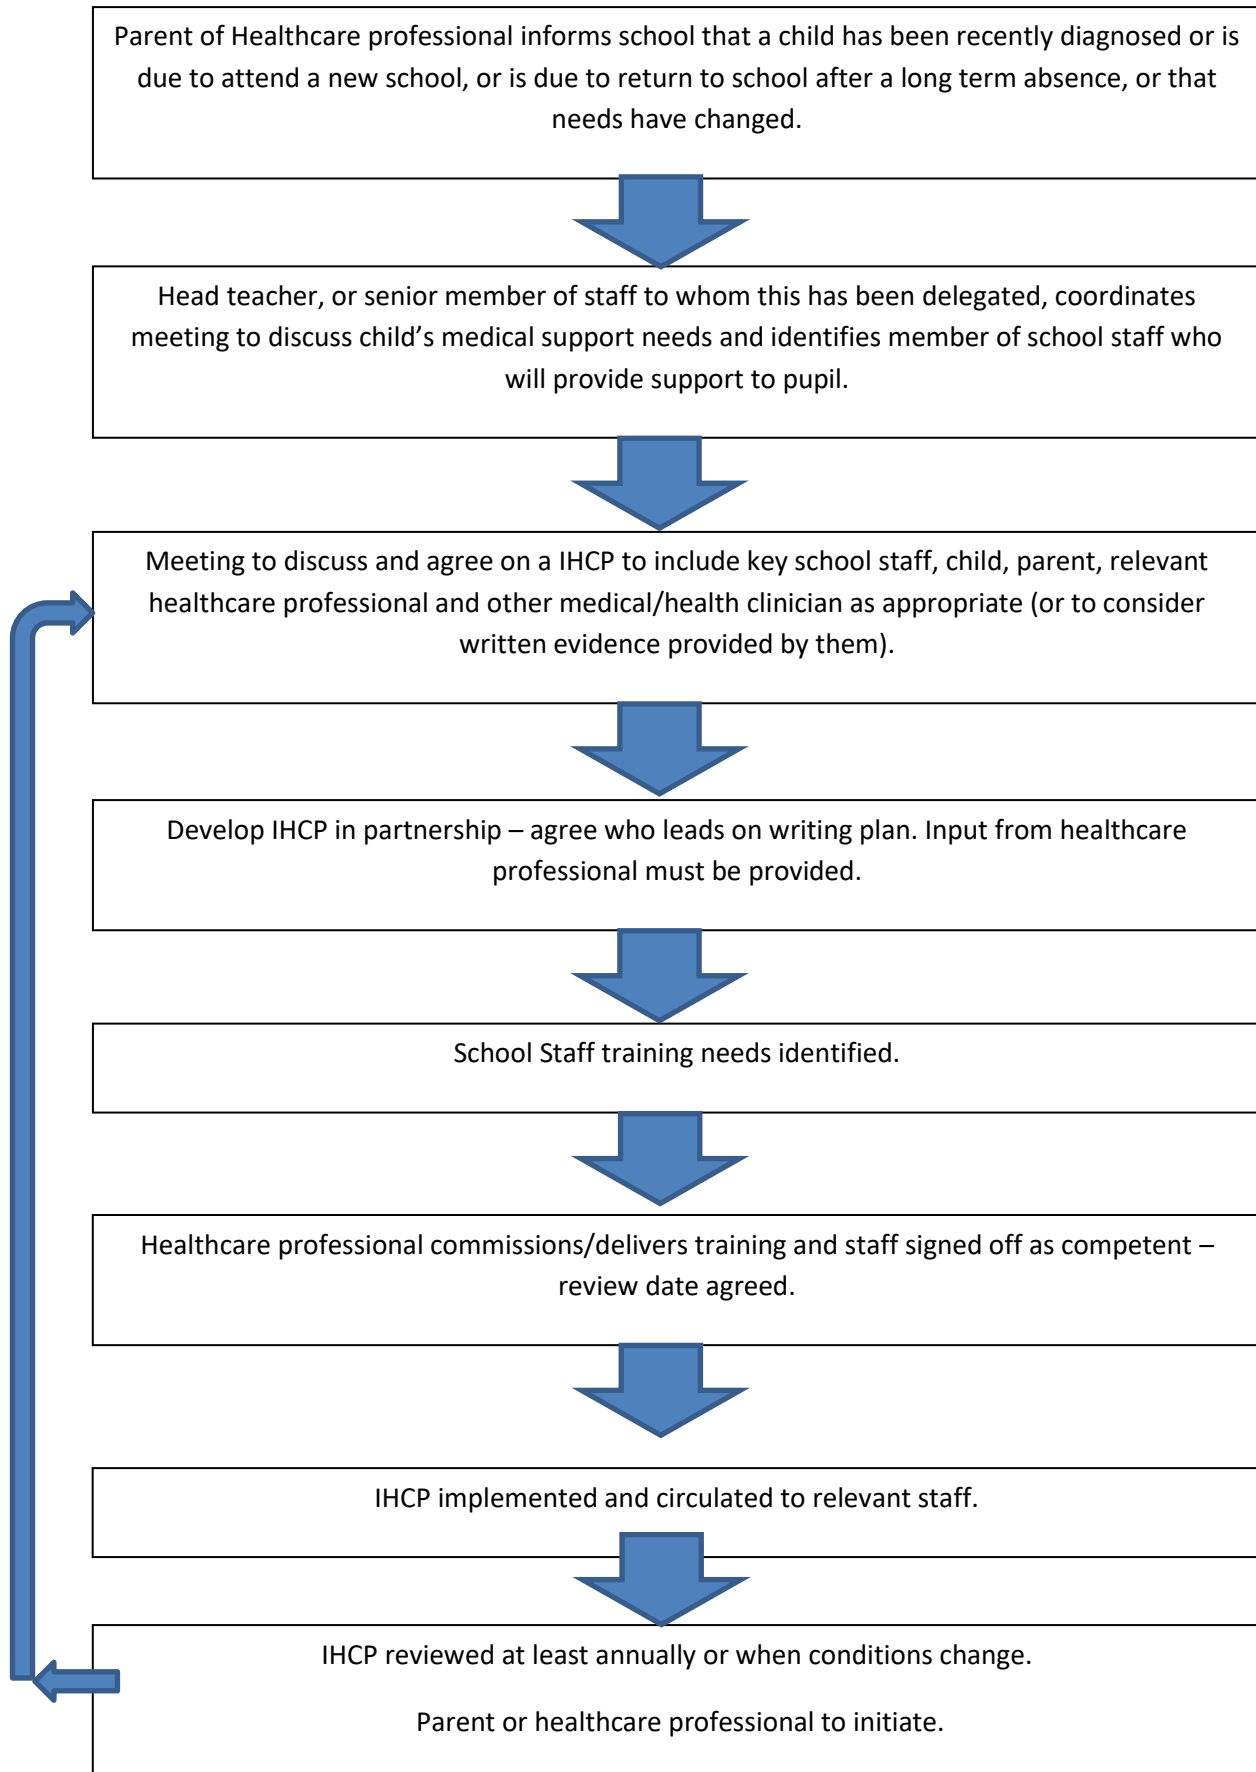 Parent of Healthcare professional informs school that a child has been recently diagnosed or is
due to attend a new school, or is due to return to school after a long term absence, or that
needs have changed.
Head teacher, or senior member of staff to whom this has been delegated, coordinates
meeting to discuss child’s medical support needs and identifies member of school staff who
will provide support to pupil.
Meeting to discuss and agree on a IHCP to include key school staff, child, parent, relevant
healthcare professional and other medical/health clinician as appropriate (or to consider
written evidence provided by them).
Develop IHCP in partnership – agree who leads on writing plan. Input from healthcare
professional must be provided.
School Staff training needs identified.
Healthcare professional commissions/delivers training and staff signed off as competent –
review date agreed.
IHCP implemented and circulated to relevant staff.
IHCP reviewed at least annually or when conditions change.
Parent or healthcare professional to initiate.